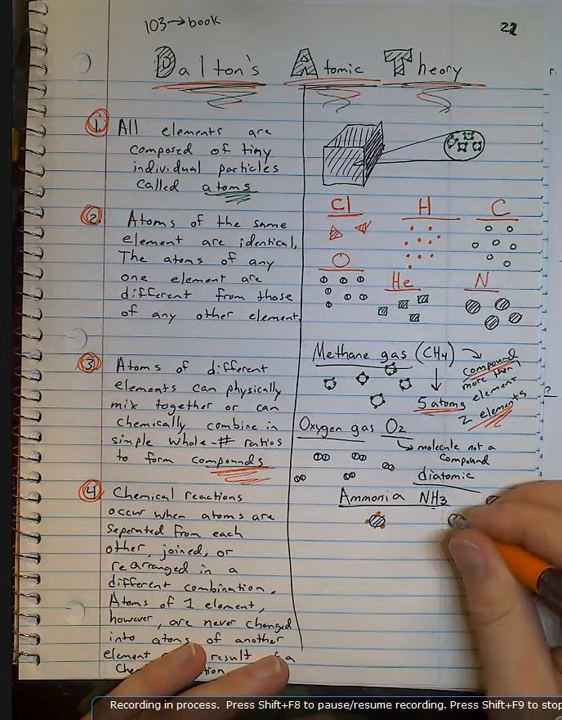 103→book
22
Dalton's Atomic Theory
① All elements are
composed of tiny
individual particles
called atoms
② Atoms of the same
element are identical.
The atoms of any
one element are
different from those
of any other element.
③ Atoms of different
elements can physically
mix together or can
chemically combine in
simple whole-# ratios
to form compounds
④ Chemical reactions
occur when atoms are
separated from each
other, joined, or
rearranged in a
different combination.
Atoms of 1 element,
however, are never changed
into atoms of another
element result of a
Cl H C
O He N
Methane gas (CH4) → compound
more than 1
element
5 atoms 2 elements
Oxygen gas O2
→ molecule not a
compound
diatomic
Ammonia NH3
Recording in process. Press Shift+F8 to pause/resume recording. Press Shift+F9 to stop